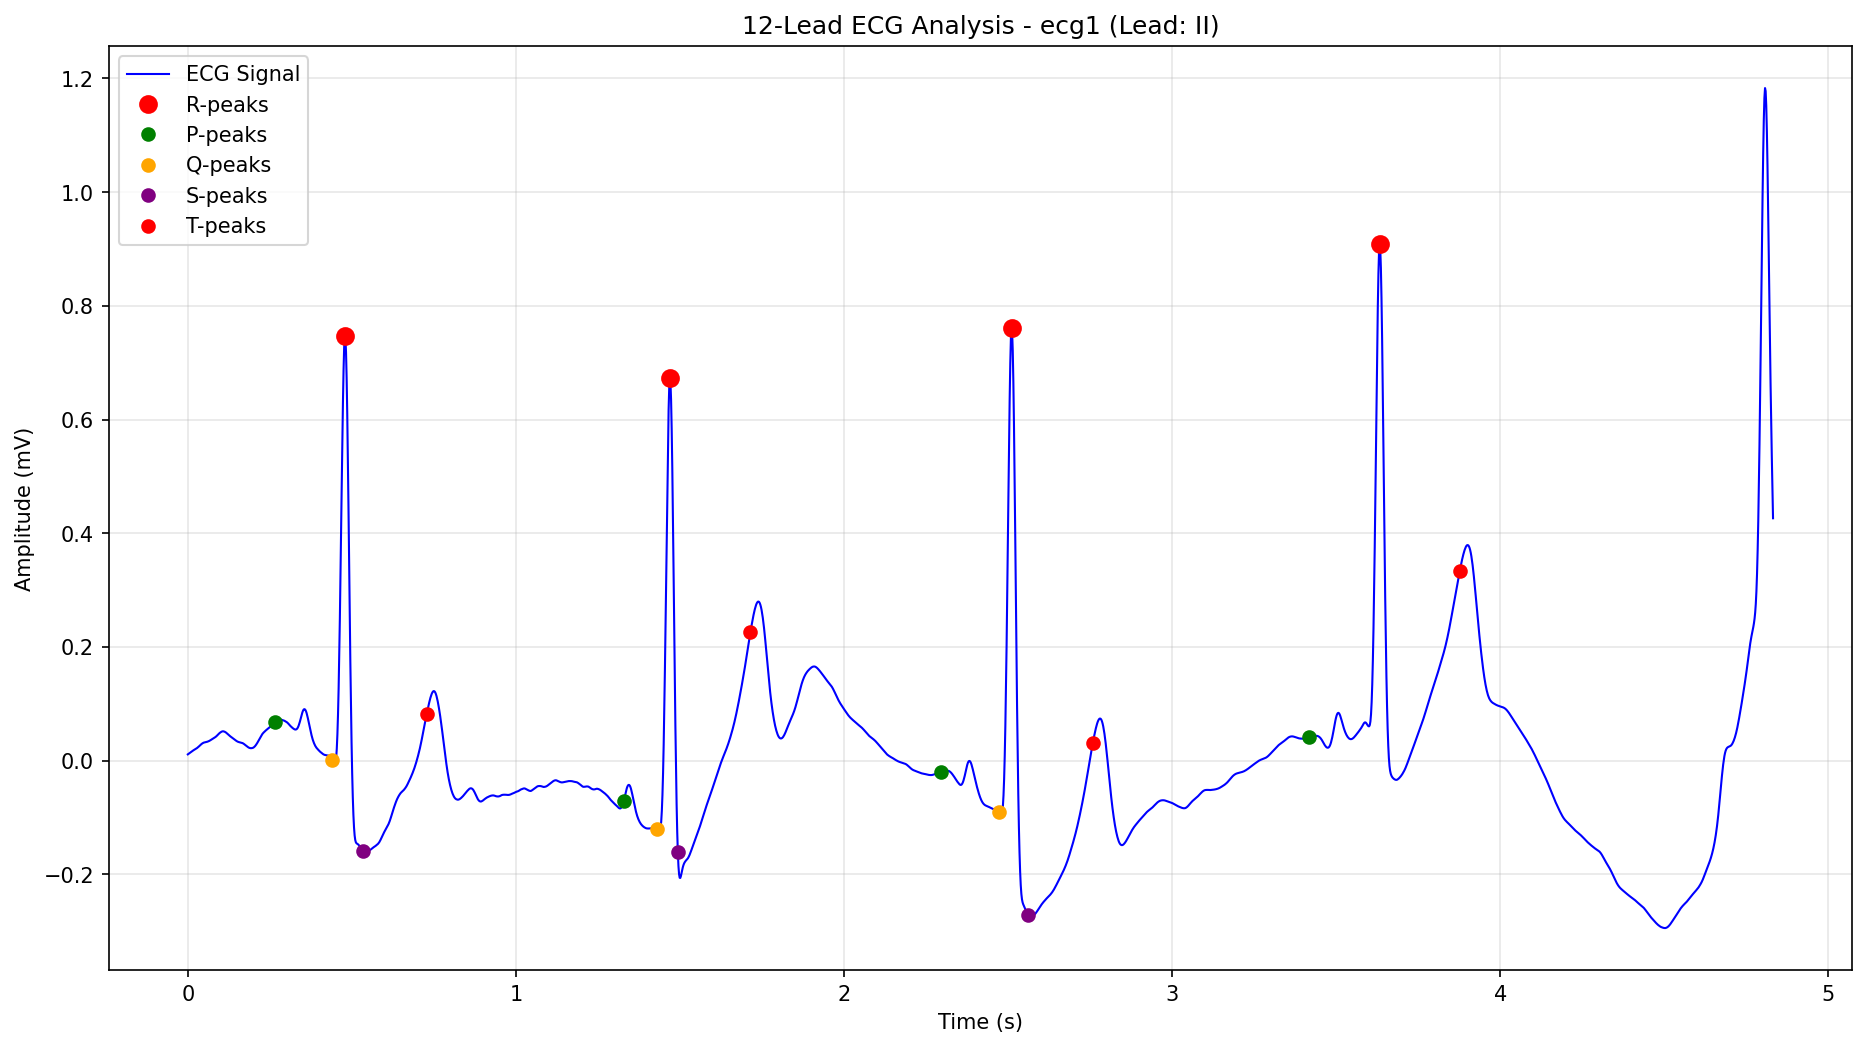 12-Lead ECG Analysis - ecg1 (Lead: II)
ECG Signal
R-peaks
P-peaks
Q-peaks
S-peaks
T-peaks
Amplitude (mV)
1.2
1.0
0.8
0.6
0.4
0.2
0.0
−0.2
0 1 2 3 4 5
Time (s)